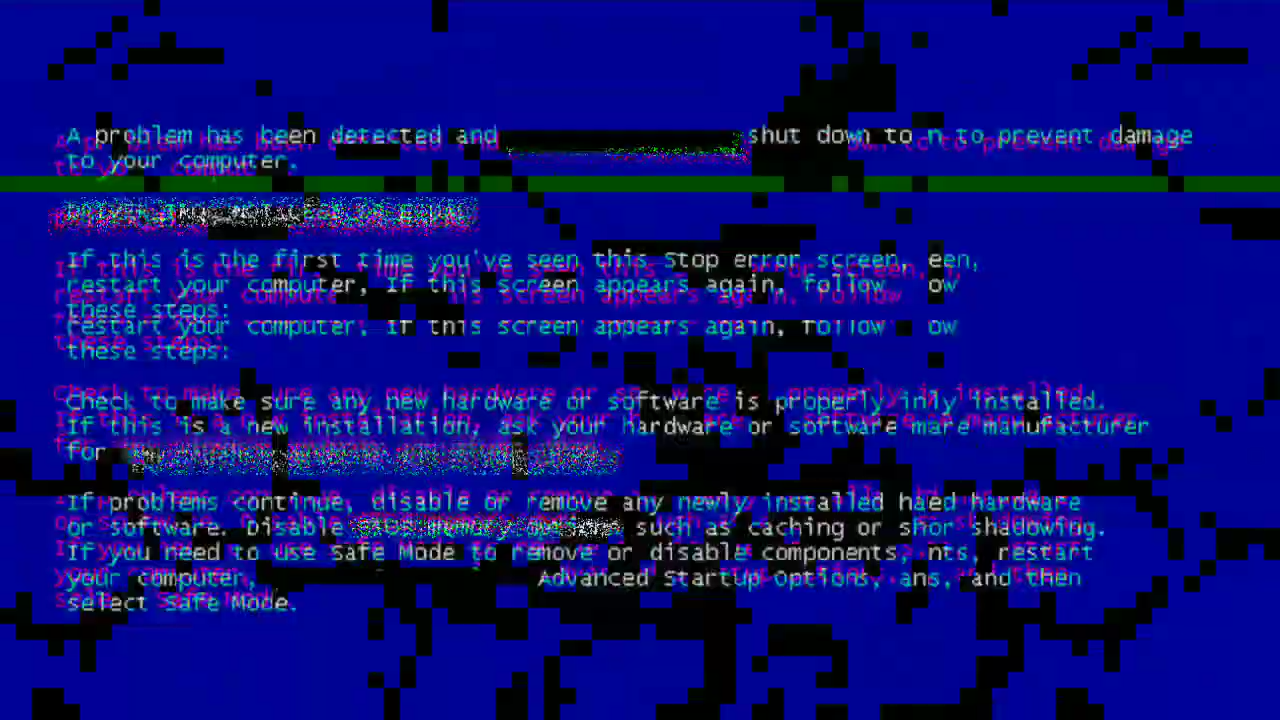 A problem has been detected and shut down to n to prevent damage
to your computer.
If this is the first time you've seen this Stop error screen, een,
restart your computer, If this screen appears again, follow ow
these steps:
restart your computer, If this screen appears again, follow ow
these steps:
Check to make sure any new hardware or software is properly inly installed.
If this is a new installation, ask your hardware or software mare manufacturer
for
If problems continue, disable or remove any newly installed haed hardware
or software. Disable such as caching or shor shadowing.
If you need to use Safe Mode to remove or disable components, nts, restart
your computer, Advanced Startup Options, ans, and then
select Safe Mode.